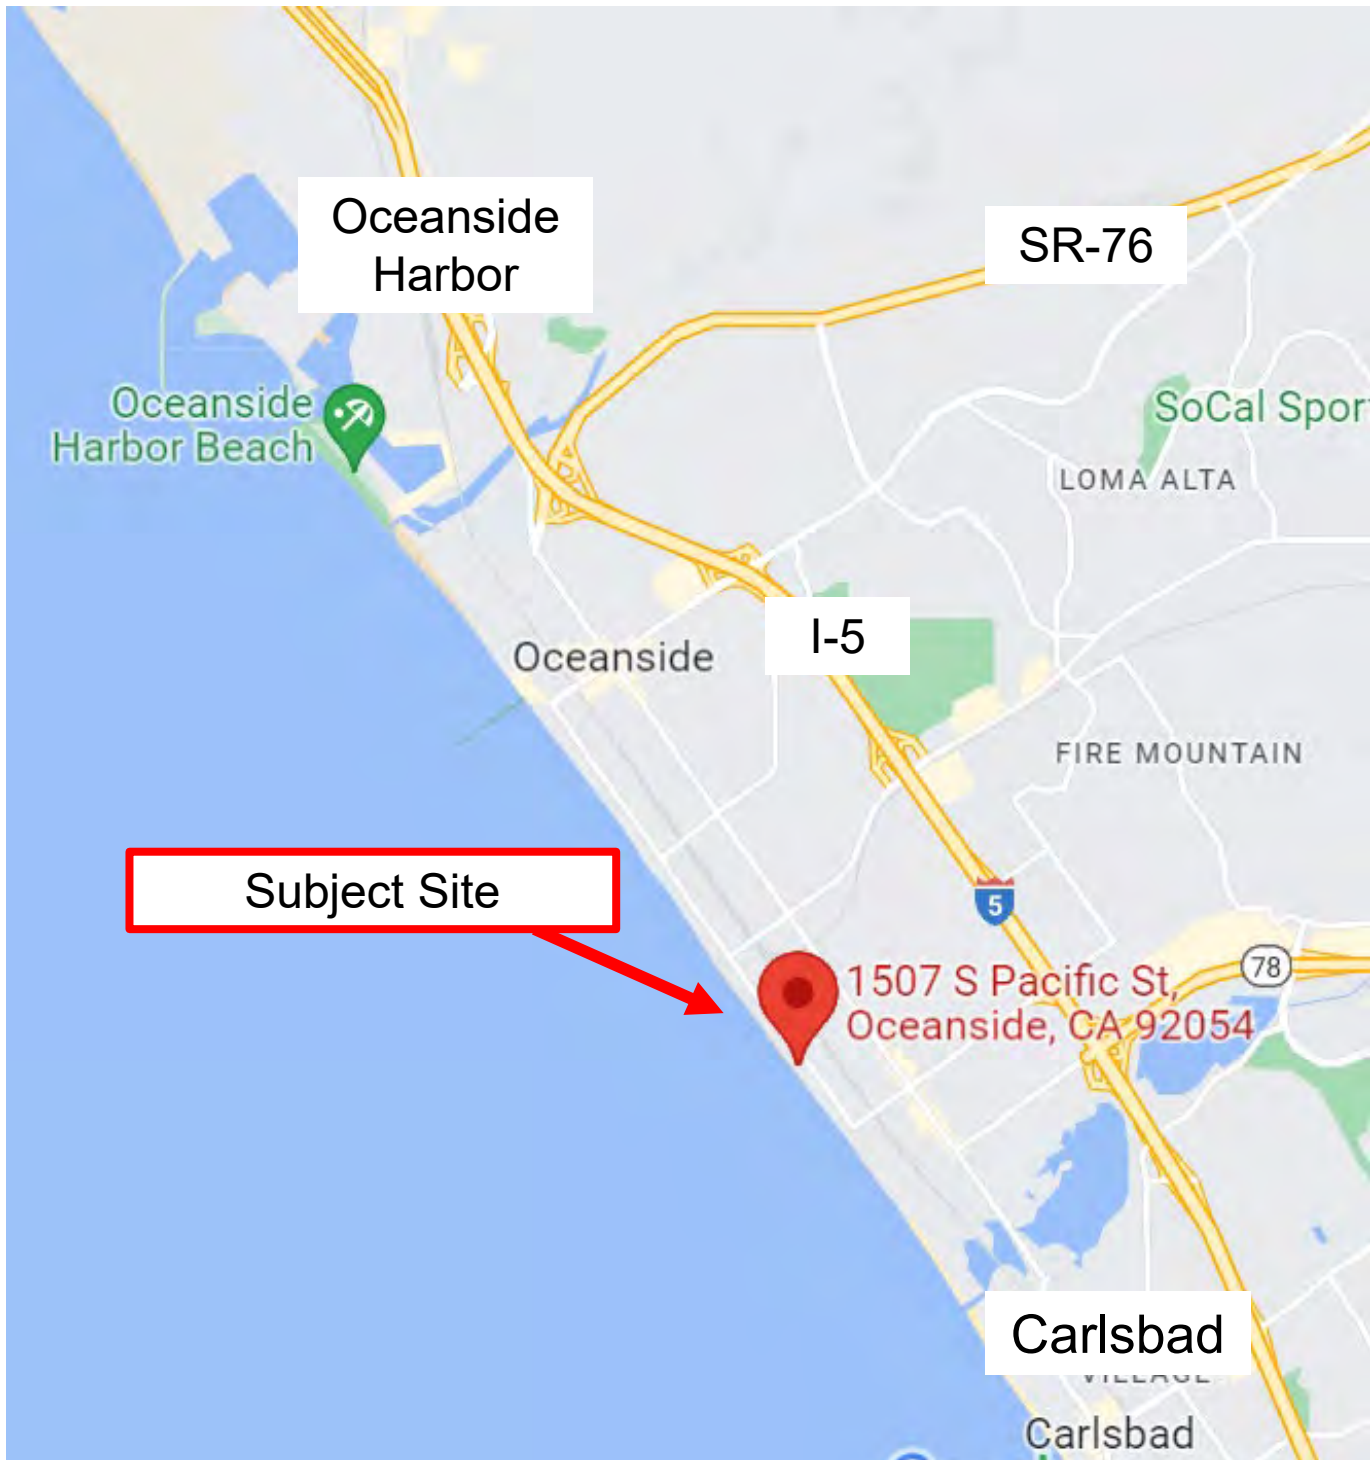 Oceanside
Harbor
SR-76
Oceanside
Harbor Beach
SoCal Spor
LOMA ALTA
I-5
Oceanside
FIRE MOUNTAIN
Subject Site
5
78
1507 S Pacific St,
Oceanside, CA 92054
Carlsbad
VILLAGE
Carlsbad